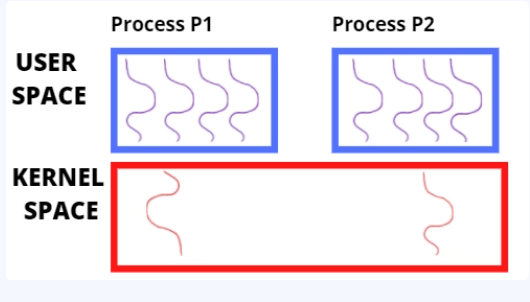 Process P1
Process P2
USER
SPACE
KERNEL
SPACE